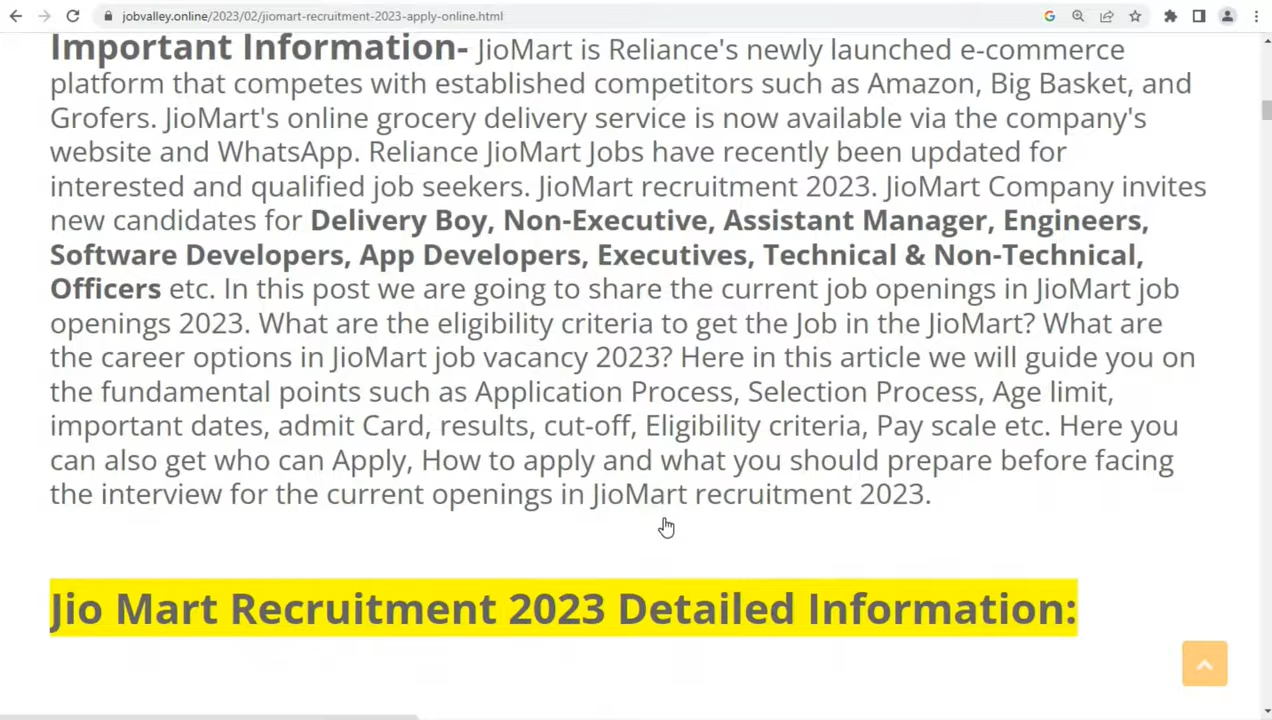 jobvalley.online/2023/02/jiomart-recruitment-2023-apply-online.html
Important Information- JioMart is Reliance's newly launched e-commerce
platform that competes with established competitors such as Amazon, Big Basket, and
Grofers. JioMart's online grocery delivery service is now available via the company's
website and WhatsApp. Reliance JioMart Jobs have recently been updated for
interested and qualified job seekers. JioMart recruitment 2023. JioMart Company invites
new candidates for Delivery Boy, Non-Executive, Assistant Manager, Engineers,
Software Developers, App Developers, Executives, Technical & Non-Technical,
Officers etc. In this post we are going to share the current job openings in JioMart job
openings 2023. What are the eligibility criteria to get the Job in the JioMart? What are
the career options in JioMart job vacancy 2023? Here in this article we will guide you on
the fundamental points such as Application Process, Selection Process, Age limit,
important dates, admit Card, results, cut-off, Eligibility criteria, Pay scale etc. Here you
can also get who can Apply, How to apply and what you should prepare before facing
the interview for the current openings in JioMart recruitment 2023.
Jio Mart Recruitment 2023 Detailed Information: